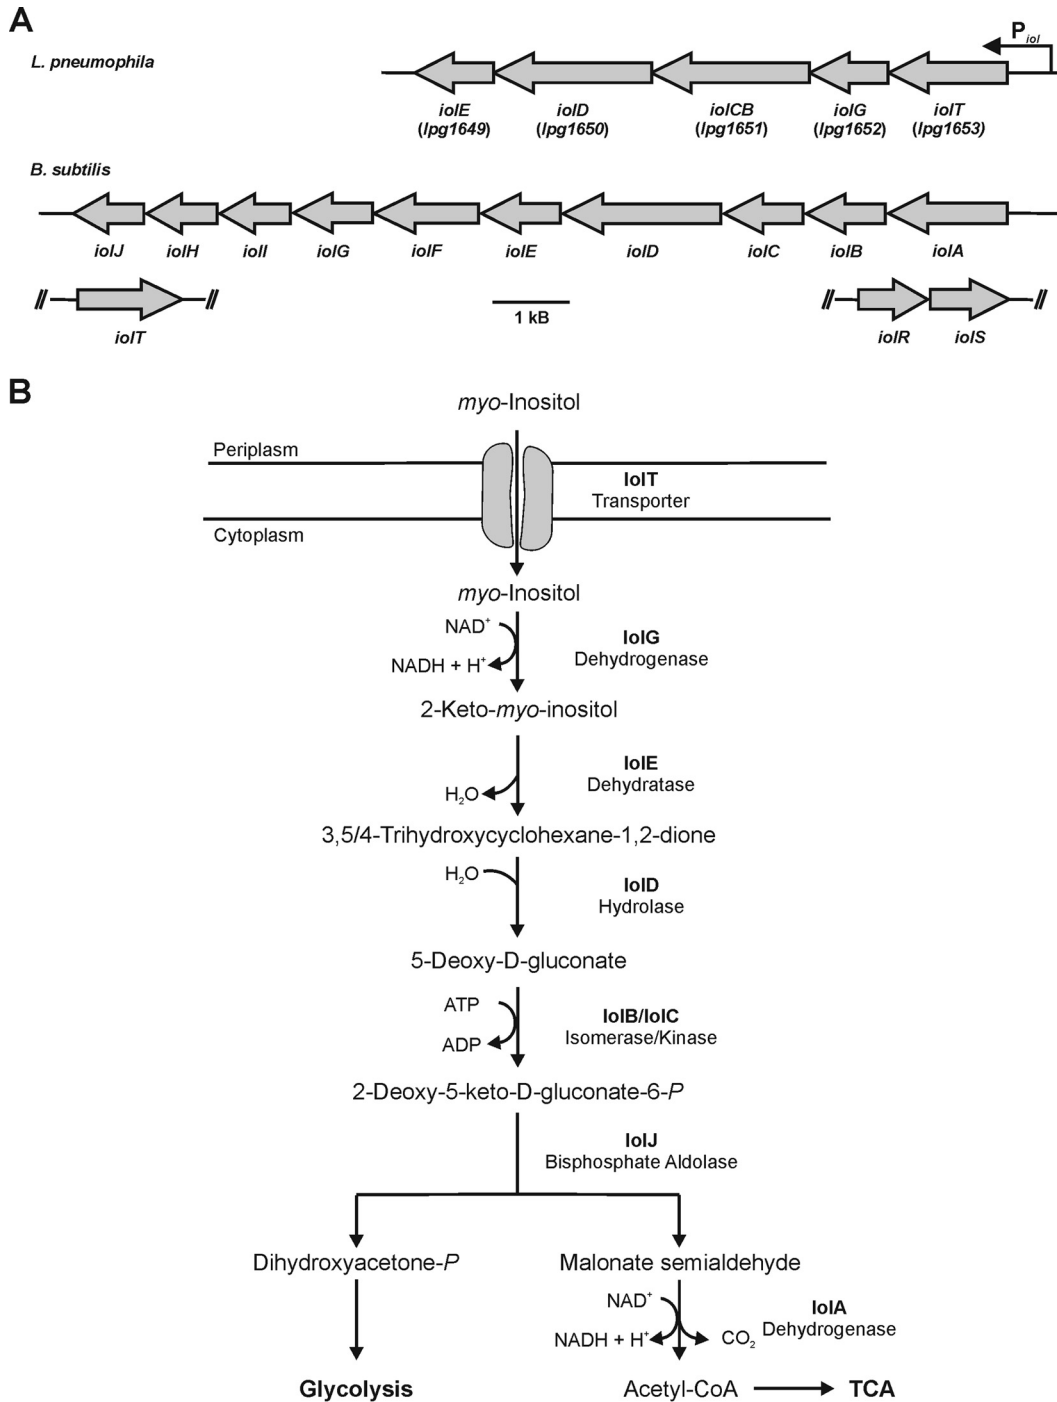 A
L. pneumophila
Piol
iolE iolD iolCB iolG iolT
(lpg1649) (lpg1650) (lpg1651) (lpg1652) (lpg1653)
B. subtilis
iolJ iolH iolI iolG iolF iolE iolD iolC iolB iolA
iolT 1 kB iolR iolS
B
myo-Inositol
Periplasm
IolT
Transporter
Cytoplasm
myo-Inositol
NAD+
IolG
NADH + H+ Dehydrogenase
2-Keto-myo-inositol
IolE
Dehydratase
H2O
3,5/4-Trihydroxycyclohexane-1,2-dione
H2O
IolD
Hydrolase
5-Deoxy-D-gluconate
ATP
IolB/IolC
Isomerase/Kinase
ADP
2-Deoxy-5-keto-D-gluconate-6-P
IolJ
Bisphosphate Aldolase
Dihydroxyacetone-P Malonate semialdehyde
NAD+
IolA
Dehydrogenase
NADH + H+ CO2
Glycolysis Acetyl-CoA TCA